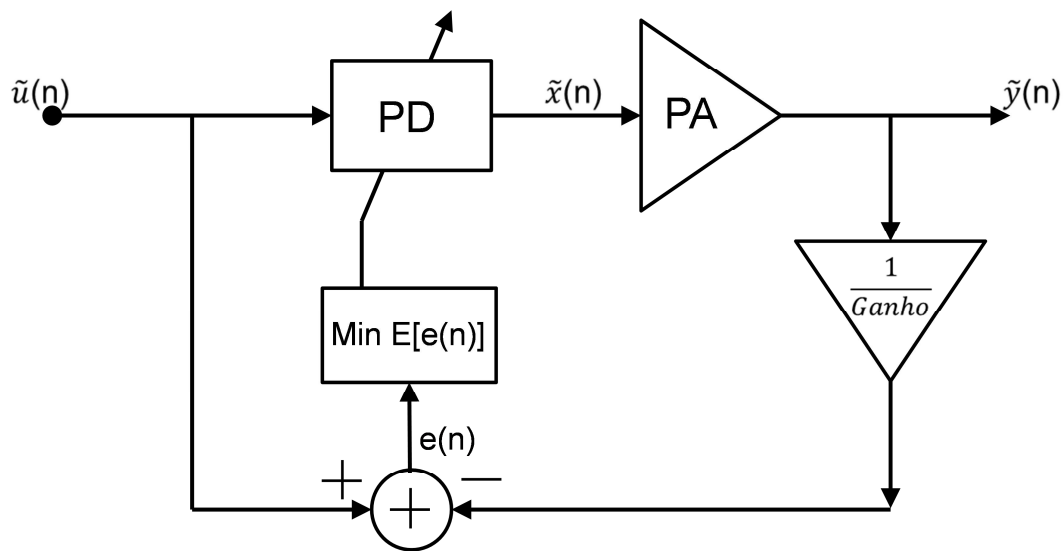 ũ(n)
PD
x̃(n)
PA
ỹ(n)
1
Ganho
Min E[e(n)]
e(n)
+
−
+